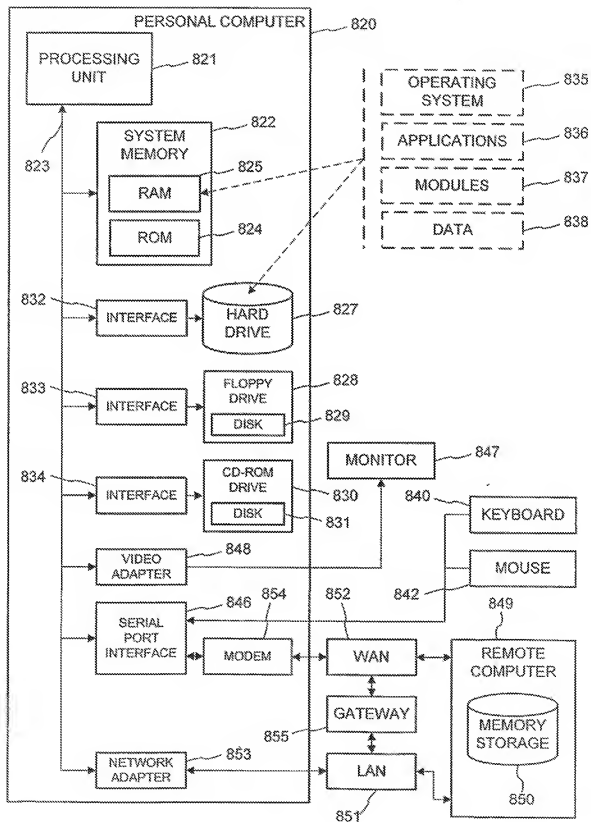 PERSONAL COMPUTER
820
PROCESSING
UNIT
821
823
SYSTEM
MEMORY
822
RAM
825
ROM
824
OPERATING
SYSTEM
835
APPLICATIONS
836
MODULES
837
DATA
838
832
INTERFACE
HARD
DRIVE
827
833
INTERFACE
FLOPPY
DRIVE
828
DISK
829
834
INTERFACE
CD-ROM
DRIVE
830
DISK
831
MONITOR
847
840
KEYBOARD
MOUSE
842
VIDEO
ADAPTER
848
846
SERIAL
PORT
INTERFACE
854
MODEM
852
WAN
849
REMOTE
COMPUTER
MEMORY
STORAGE
850
GATEWAY
855
NETWORK
ADAPTER
853
LAN
851